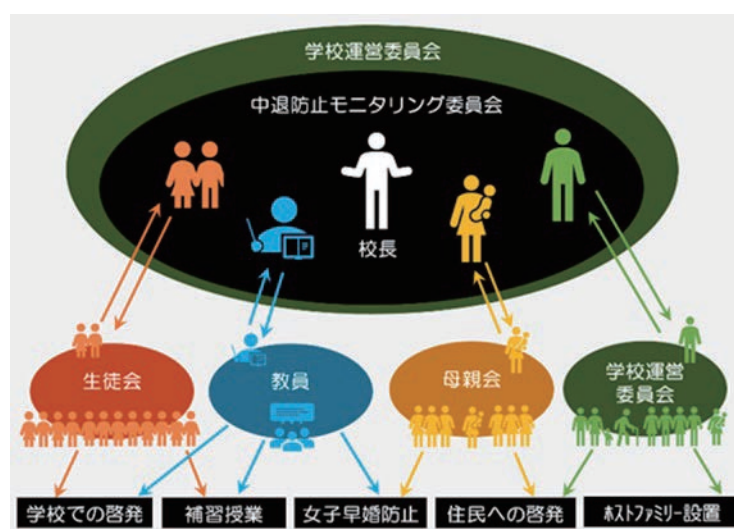 学校運営委員会
中退防止モニタリング委員会
校長
生徒会
教員
母親会
学校運営
委員会
学校での啓発
補習授業
女子早婚防止
住民への啓発
ﾎｽﾄﾌｧﾐﾘｰ設置